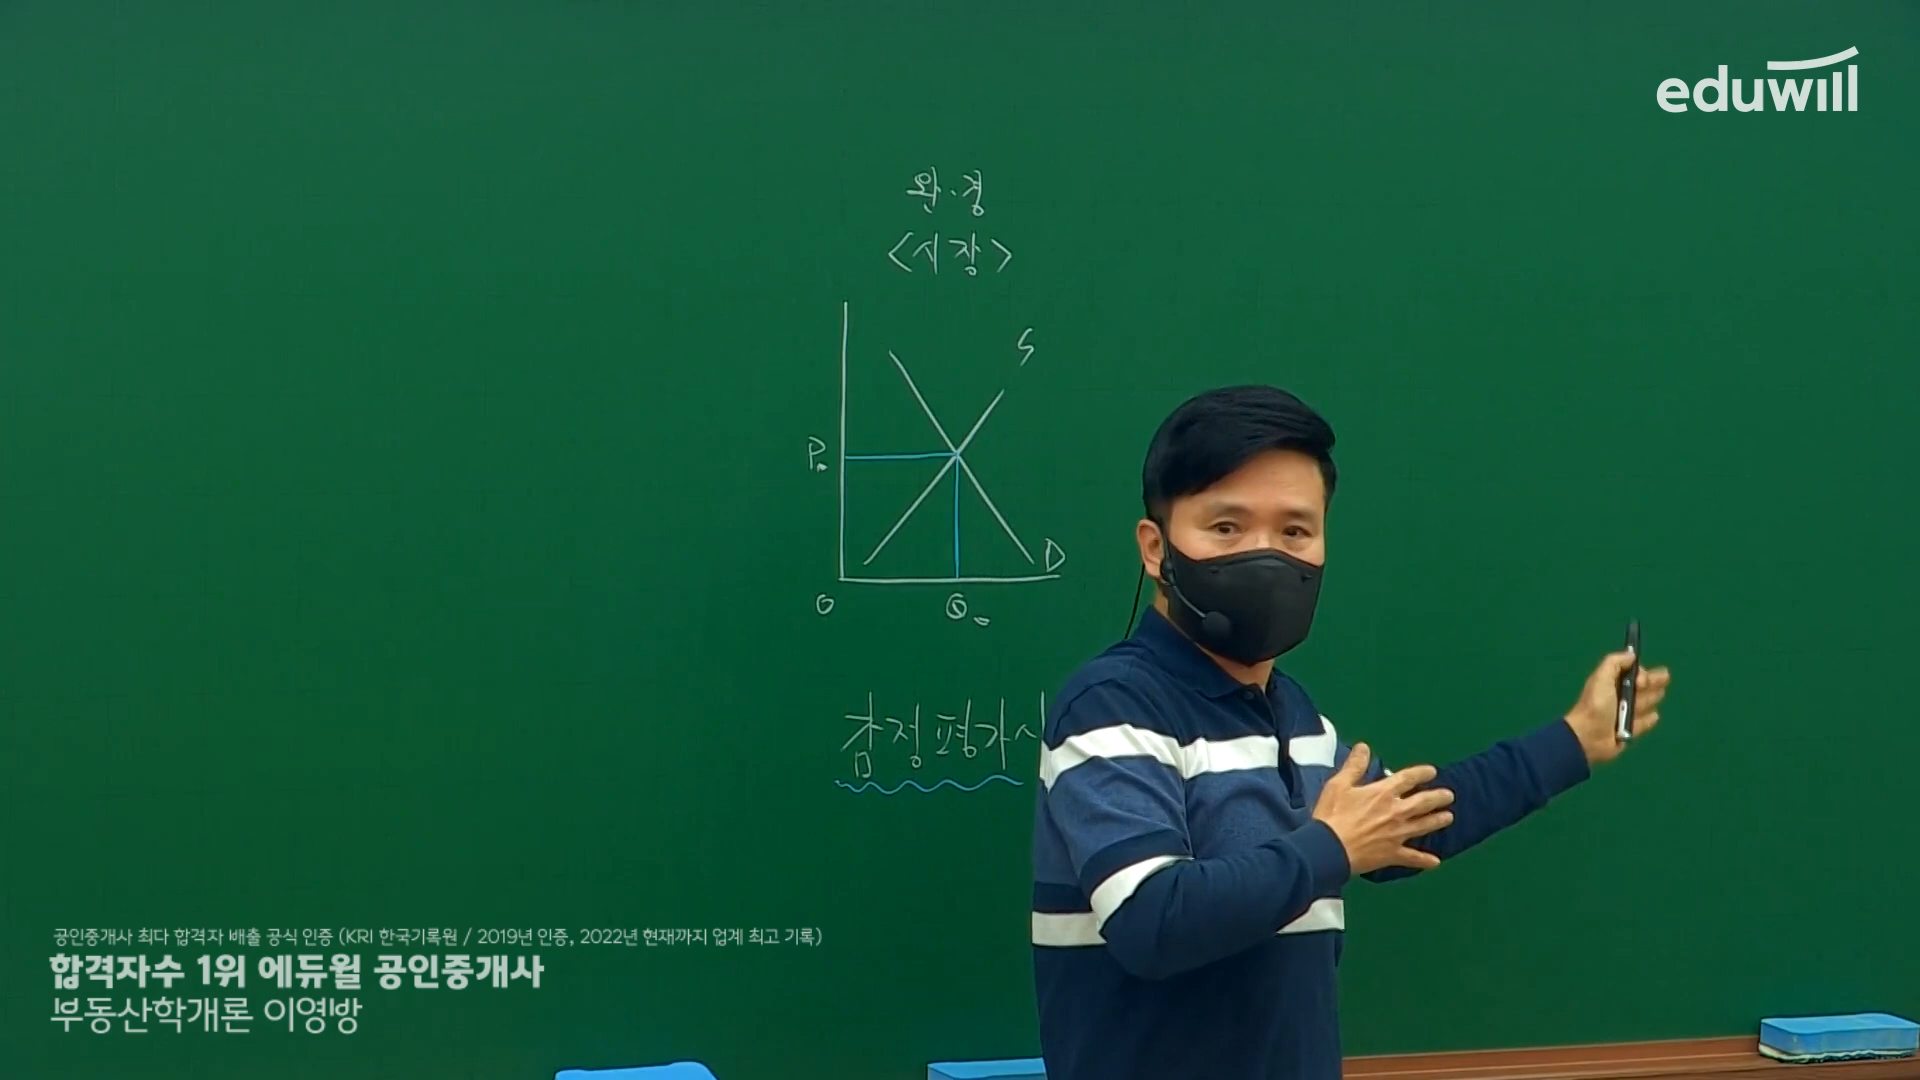 eduwill
완·경
<시장>
S
P₀
D
0
Q₀
감정평가사
공인중개사 최다 합격자 배출 공식 인증 (KRI 한국기록원 / 2019년 인증, 2022년 현재까지 업계 최고 기록)
합격자수 1위 에듀윌 공인중개사
부동산학개론 이영방